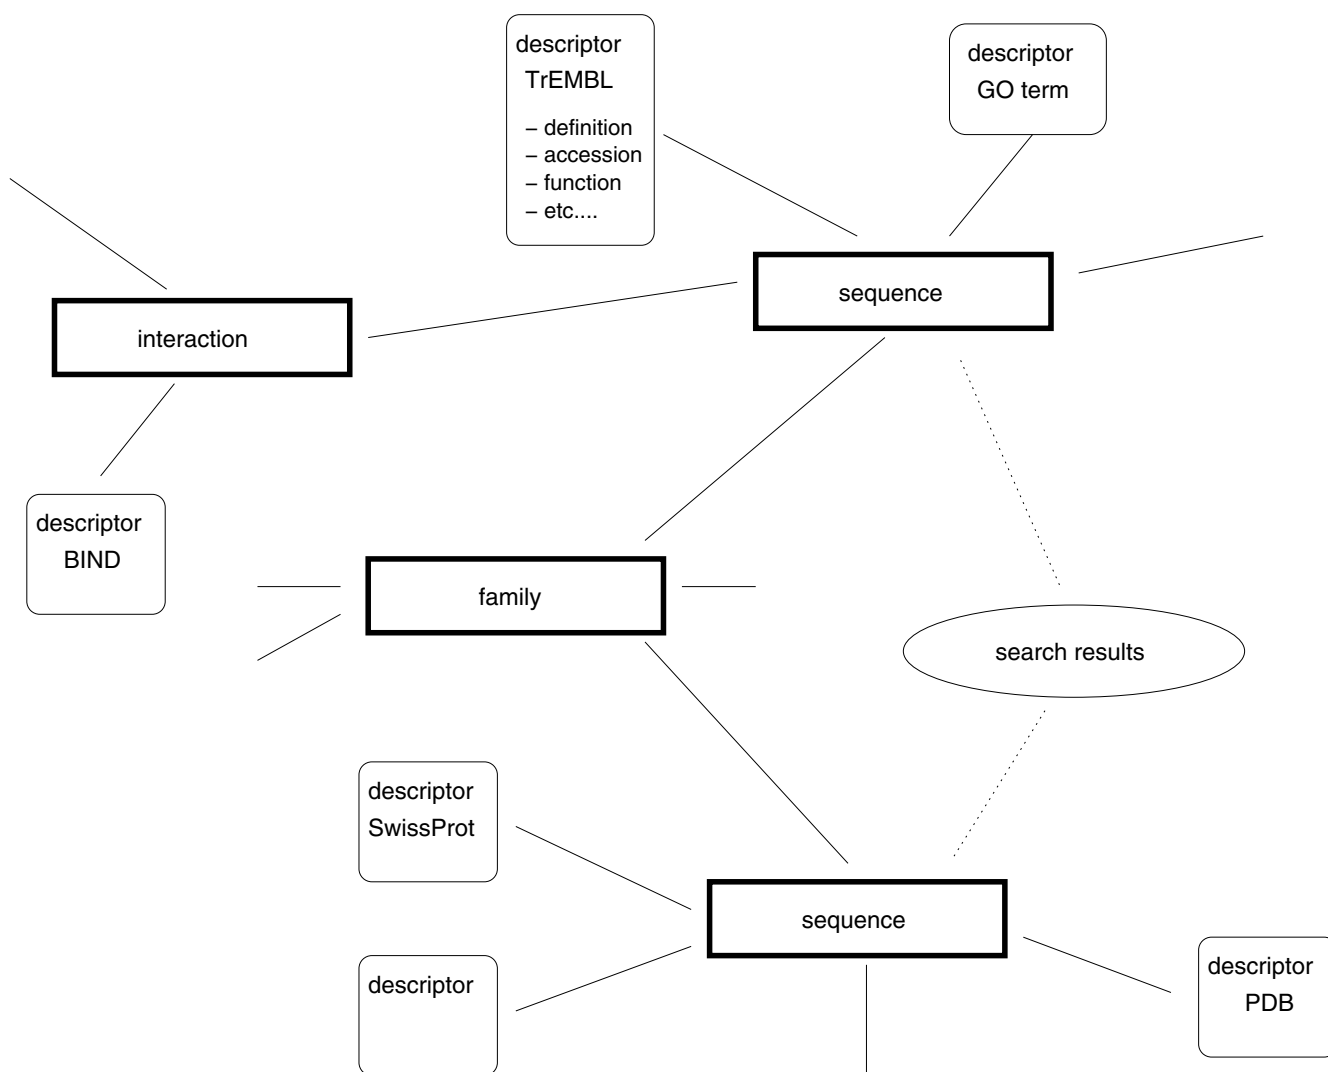 descriptor
TrEMBL
– definition
– accession
– function
– etc....
descriptor
GO term
sequence
interaction
descriptor
BIND
family
search results
descriptor
SwissProt
sequence
descriptor
descriptor
PDB